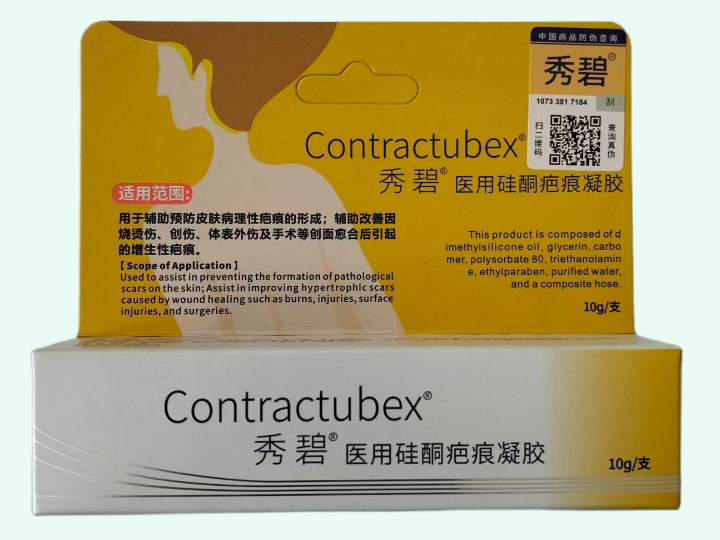 中国商品防伪查询
秀碧®
1073 381 7184 刮
扫二维码
查询真伪
Contractubex®
秀碧® 医用硅酮疤痕凝胶
适用范围:
用于辅助预防皮肤病理性疤痕的形成；辅助改善因
烧烫伤、创伤、体表外伤及手术等创面愈合后引起
的增生性疤痕。
【Scope of Application】
Used to assist in preventing the formation of pathological
scars on the skin; Assist in improving hypertrophic scars
caused by wound healing such as burns, injuries, surface
injuries, and surgeries.
This product is composed of d
imethylsilicone oil, glycerin, carbo
mer, polysorbate 80, triethanolamin
e, ethylparaben, purified water,
and a composite hose.
10g/支
Contractubex®
秀碧® 医用硅酮疤痕凝胶
10g/支